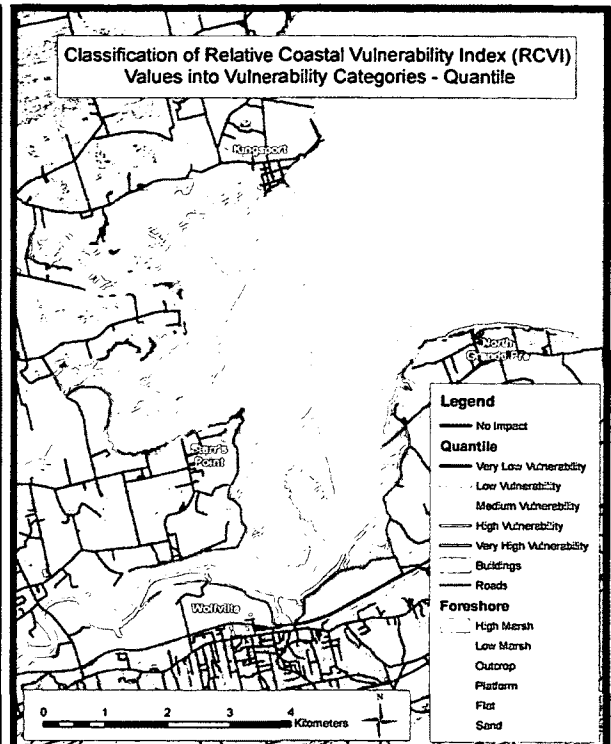 Classification of Relative Coastal Vulnerability Index (RCVI)
Values into Vulnerability Categories - Quantile
Kingsport
North
Grande Pre
Starr's
Point
Wolfville
Legend
No Impact
Quantile
Very Low Vulnerability
Low Vulnerability
Medium Vulnerability
High Vulnerability
Very High Vulnerability
Buildings
Roads
Foreshore
High Marsh
Low Marsh
Outcrop
Platform
Flat
Sand
N
0 1 2 3 4
Kilometers